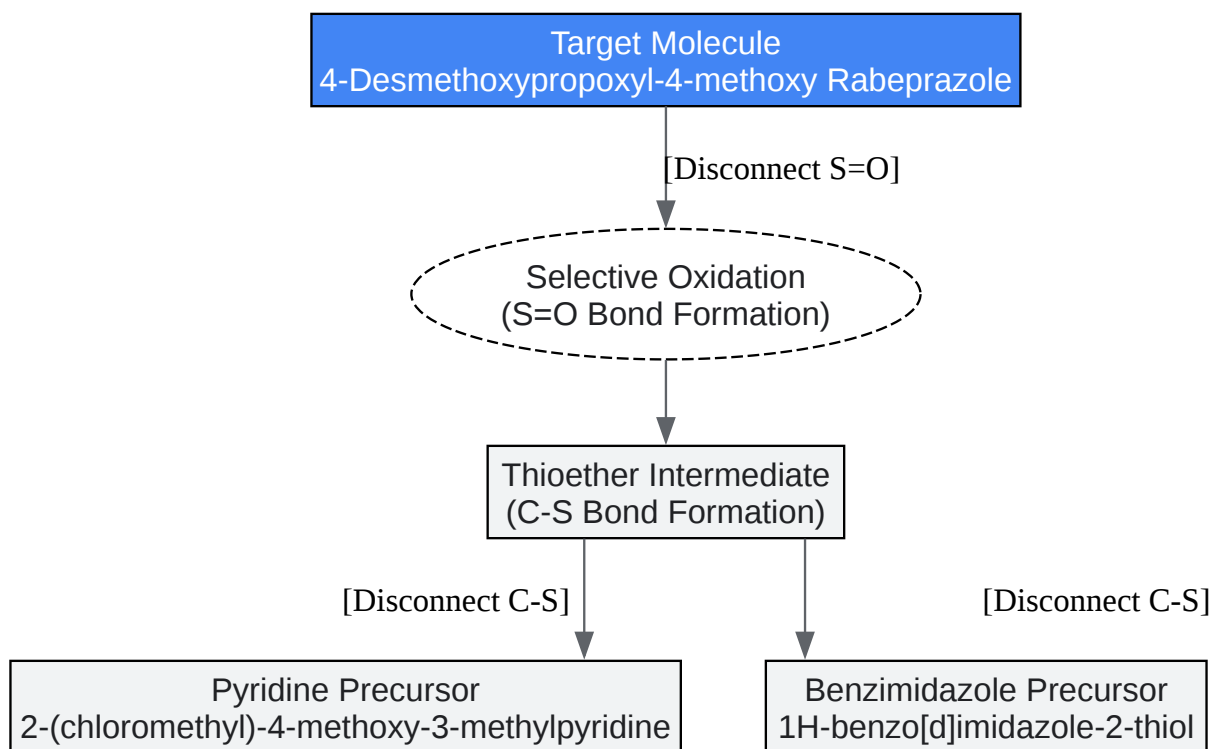 Target Molecule
4-Desmethoxypropoxyl-4-methoxy Rabeprazole
[Disconnect S=O]
Selective Oxidation
(S=O Bond Formation)
Thioether Intermediate
(C-S Bond Formation)
[Disconnect C-S]
[Disconnect C-S]
Pyridine Precursor
2-(chloromethyl)-4-methoxy-3-methylpyridine
Benzimidazole Precursor
1H-benzo[d]imidazole-2-thiol